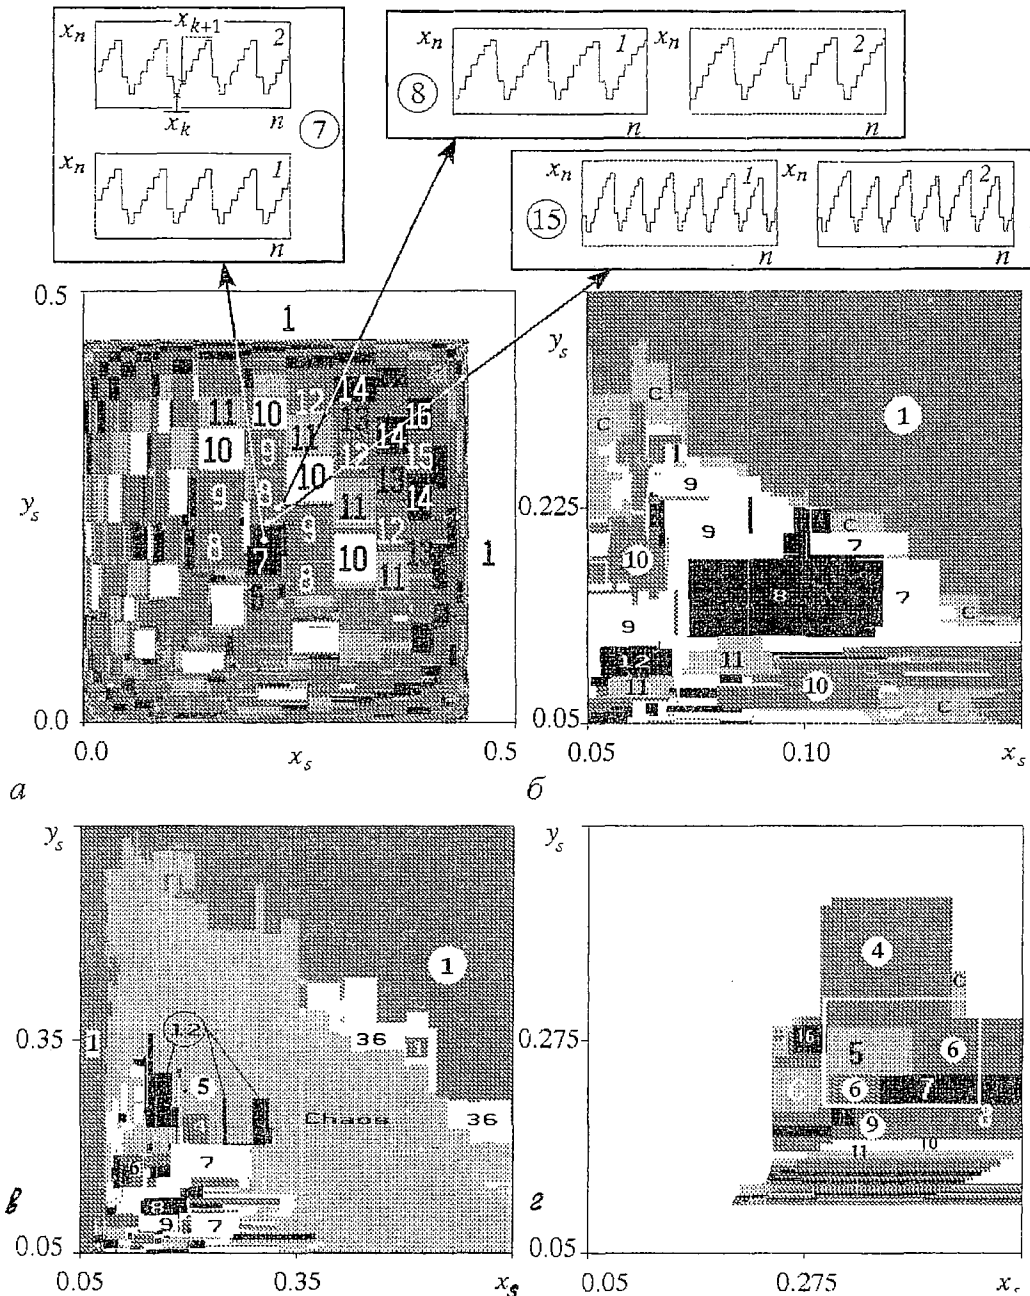 x_{k+1}
x_n 2
x_k n
7
x_n 1
n
8
x_n 1
n
x_n 2
n
15
x_n 1
n
x_n 2
n
0.5
1
y_s
14
12
11 10 16
11 14
10 9 12 15
8 10 13
9 14
11
9 12
8 7 10 13
8 11
1
0.0
0.0 x_s 0.5
а
y_s
C
C
1
1
9
0.225
C
9 7
10
8 7
9 C
12 11
11 10
C
0.05
0.05 0.10 x_s
б
y_s
1
12
0.35
1
36
5
Chaos 36
7
6
8
9 7
в
0.05
0.05 0.35 x_s
y_s
4
C
0.275
16
5 6
6 7
8
9
10
11
г
0.05
0.05 0.275 x_s